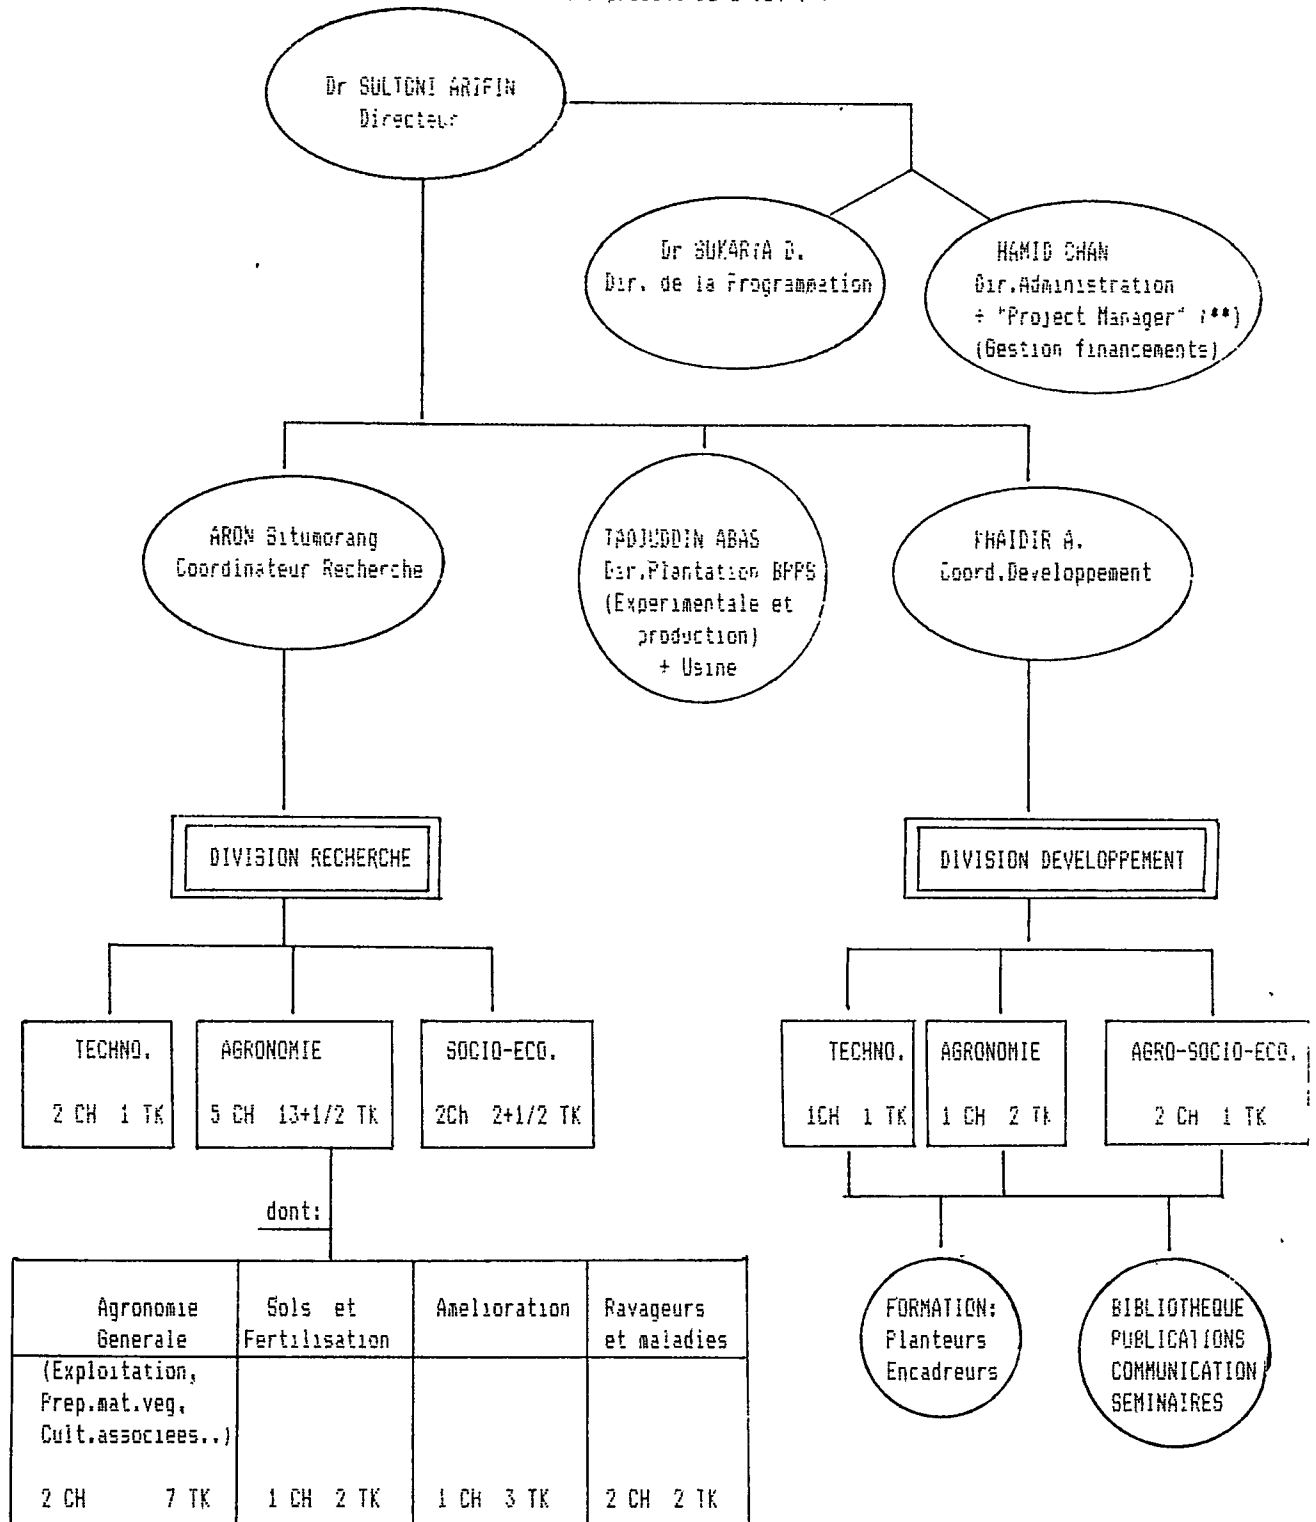 Dr SULTONI ARIFIN
Directeur
Dr SUKARYA D.
Dir. de la Programmation
HAMID CHAN
Dir.Administration
+ "Project Manager" (**)
(Gestion financements)
ARON Situmorang
Coordinateur Recherche
TADJUDDIN ABAS
Dir.Plantation BPPS
(Experimentale et
production)
+ Usine
KHAIDIR A.
Coord.Developpement
DIVISION RECHERCHE
DIVISION DEVELOPPEMENT
TECHNO.
2 CH 1 TK
AGRONOMIE
5 CH 13+1/2 TK
SOCIO-ECO.
2Ch 2+1/2 TK
TECHNO.
1CH 1 TK
AGRONOMIE
1 CH 2 TK
AGRO-SOCIO-ECO.
2 CH 1 TK
dont:
Agronomie
Generale
(Exploitation,
Prep.mat.veg,
Cult.associees..)
2 CH 7 TK
Sols et
Fertilisation
1 CH 2 TK
Amelioration
1 CH 3 TK
Ravageurs
et maladies
2 CH 2 TK
FORMATION:
Planteurs
Encadreurs
BIBLIOTHEQUE
PUBLICATIONS
COMMUNICATION
SEMINAIRES